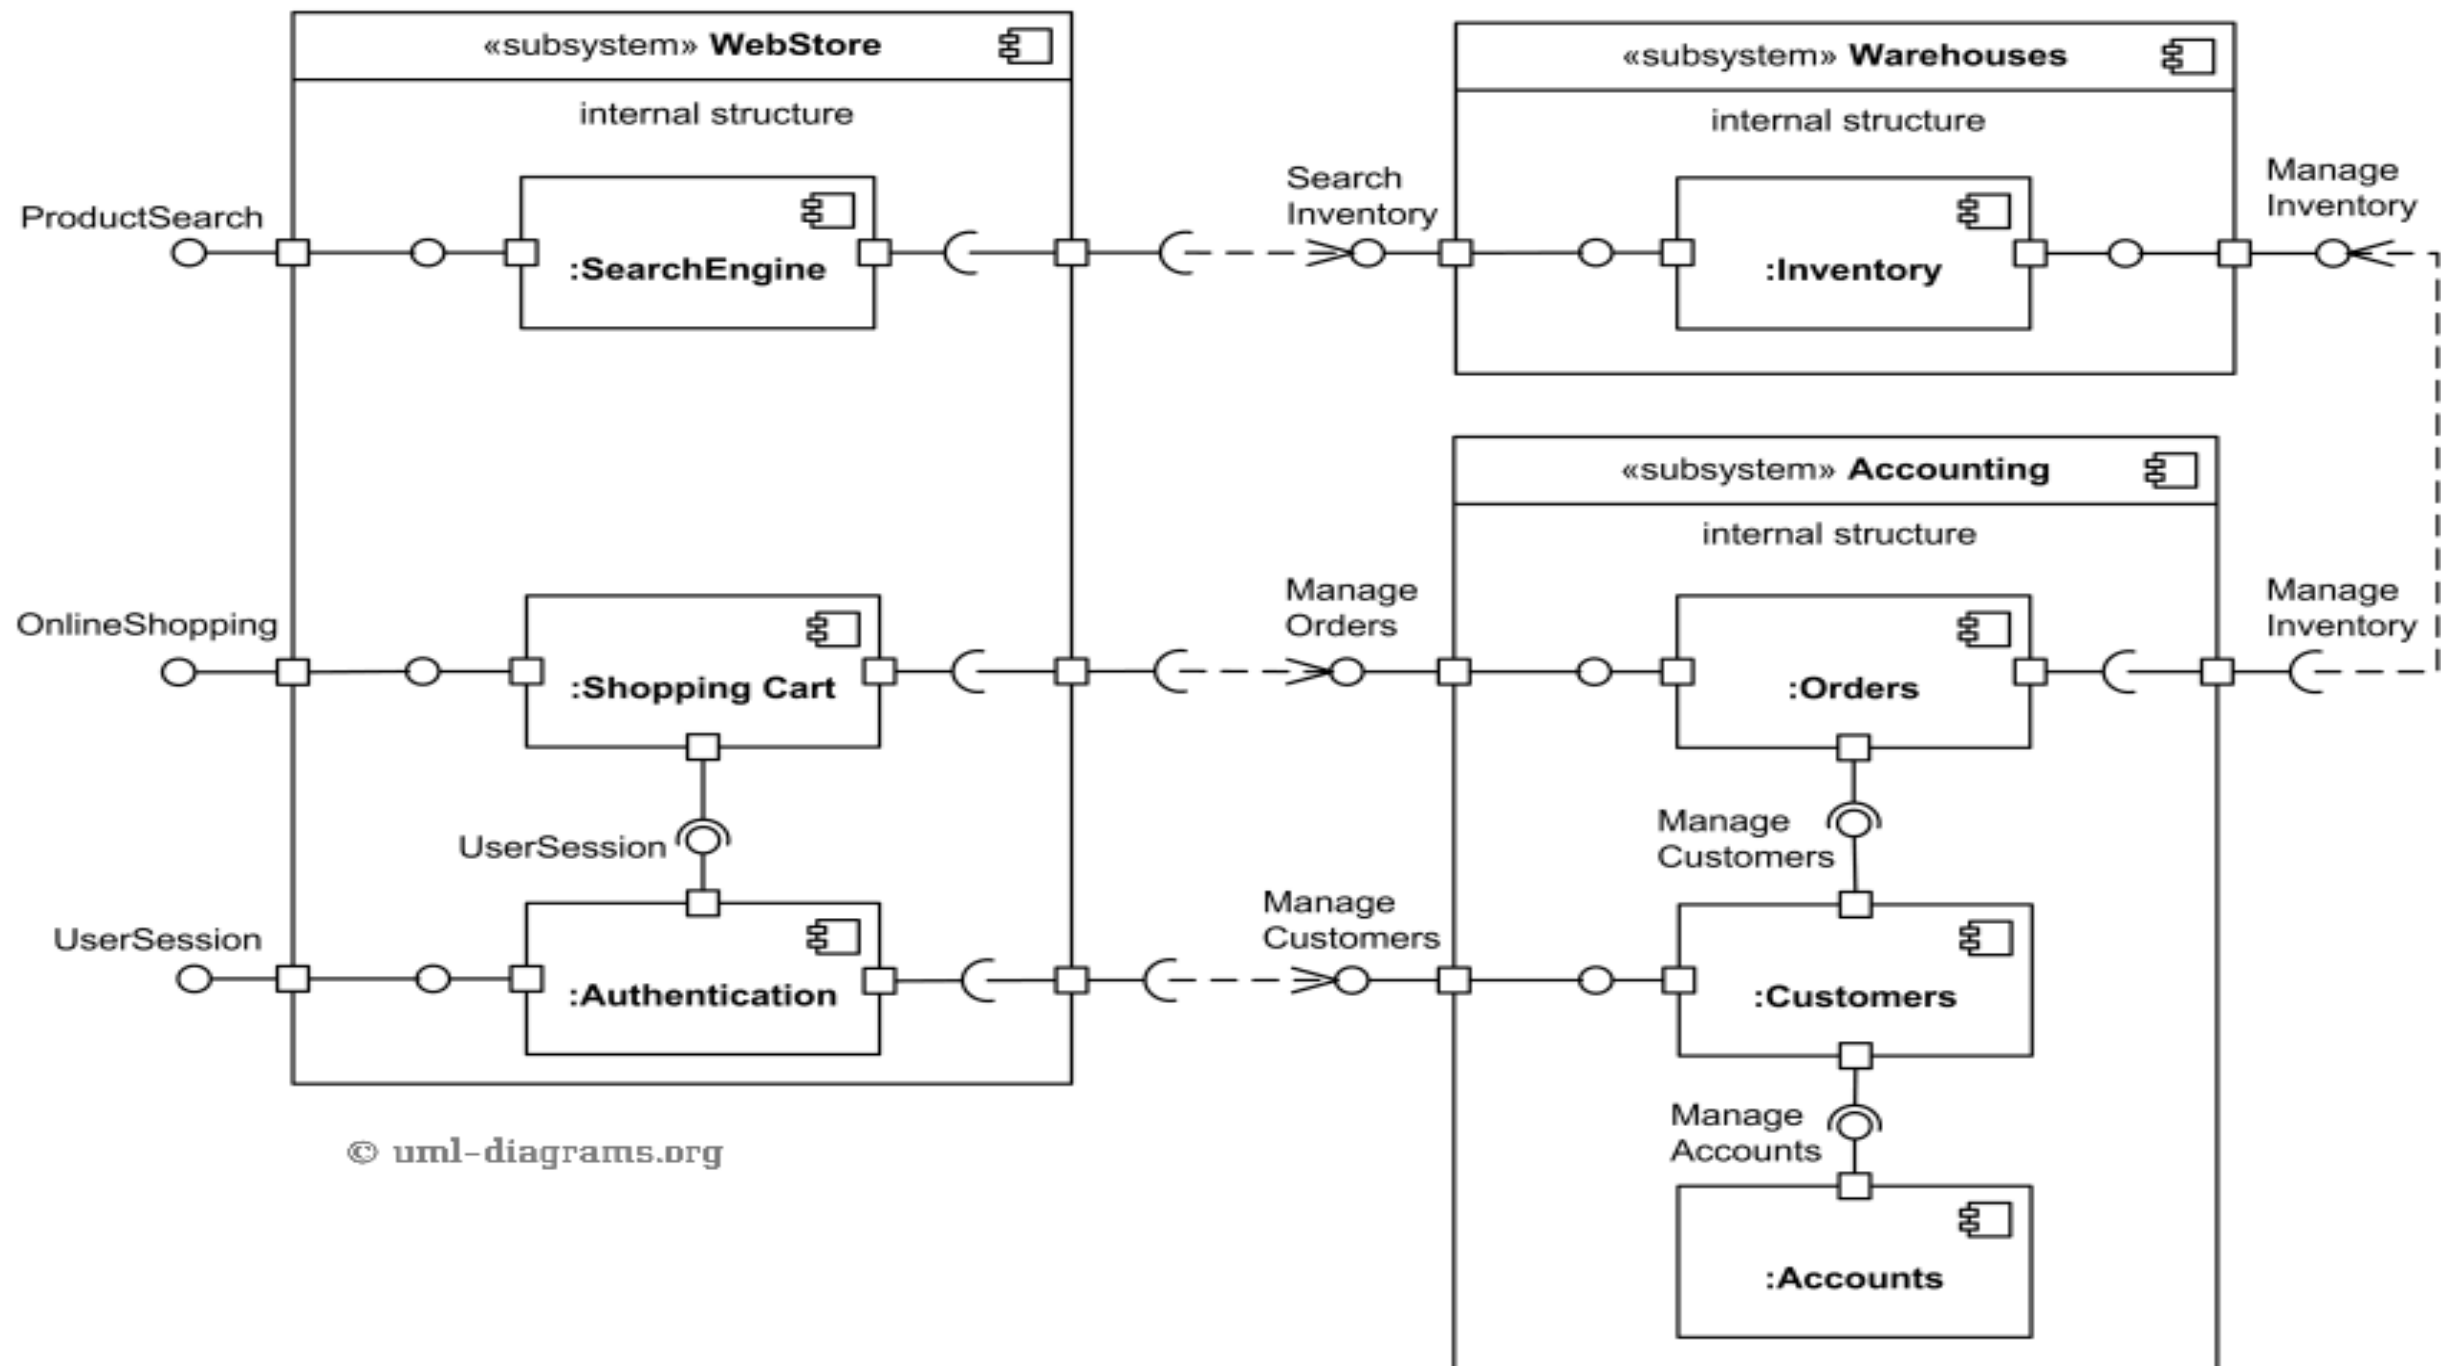 «subsystem» WebStore
internal structure
ProductSearch
:SearchEngine
OnlineShopping
:Shopping Cart
UserSession
UserSession
:Authentication
© uml-diagrams.org
Search
Inventory
«subsystem» Warehouses
internal structure
:Inventory
Manage
Inventory
«subsystem» Accounting
internal structure
Manage
Orders
:Orders
Manage
Inventory
Manage
Customers
Manage
Customers
:Customers
Manage
Accounts
:Accounts